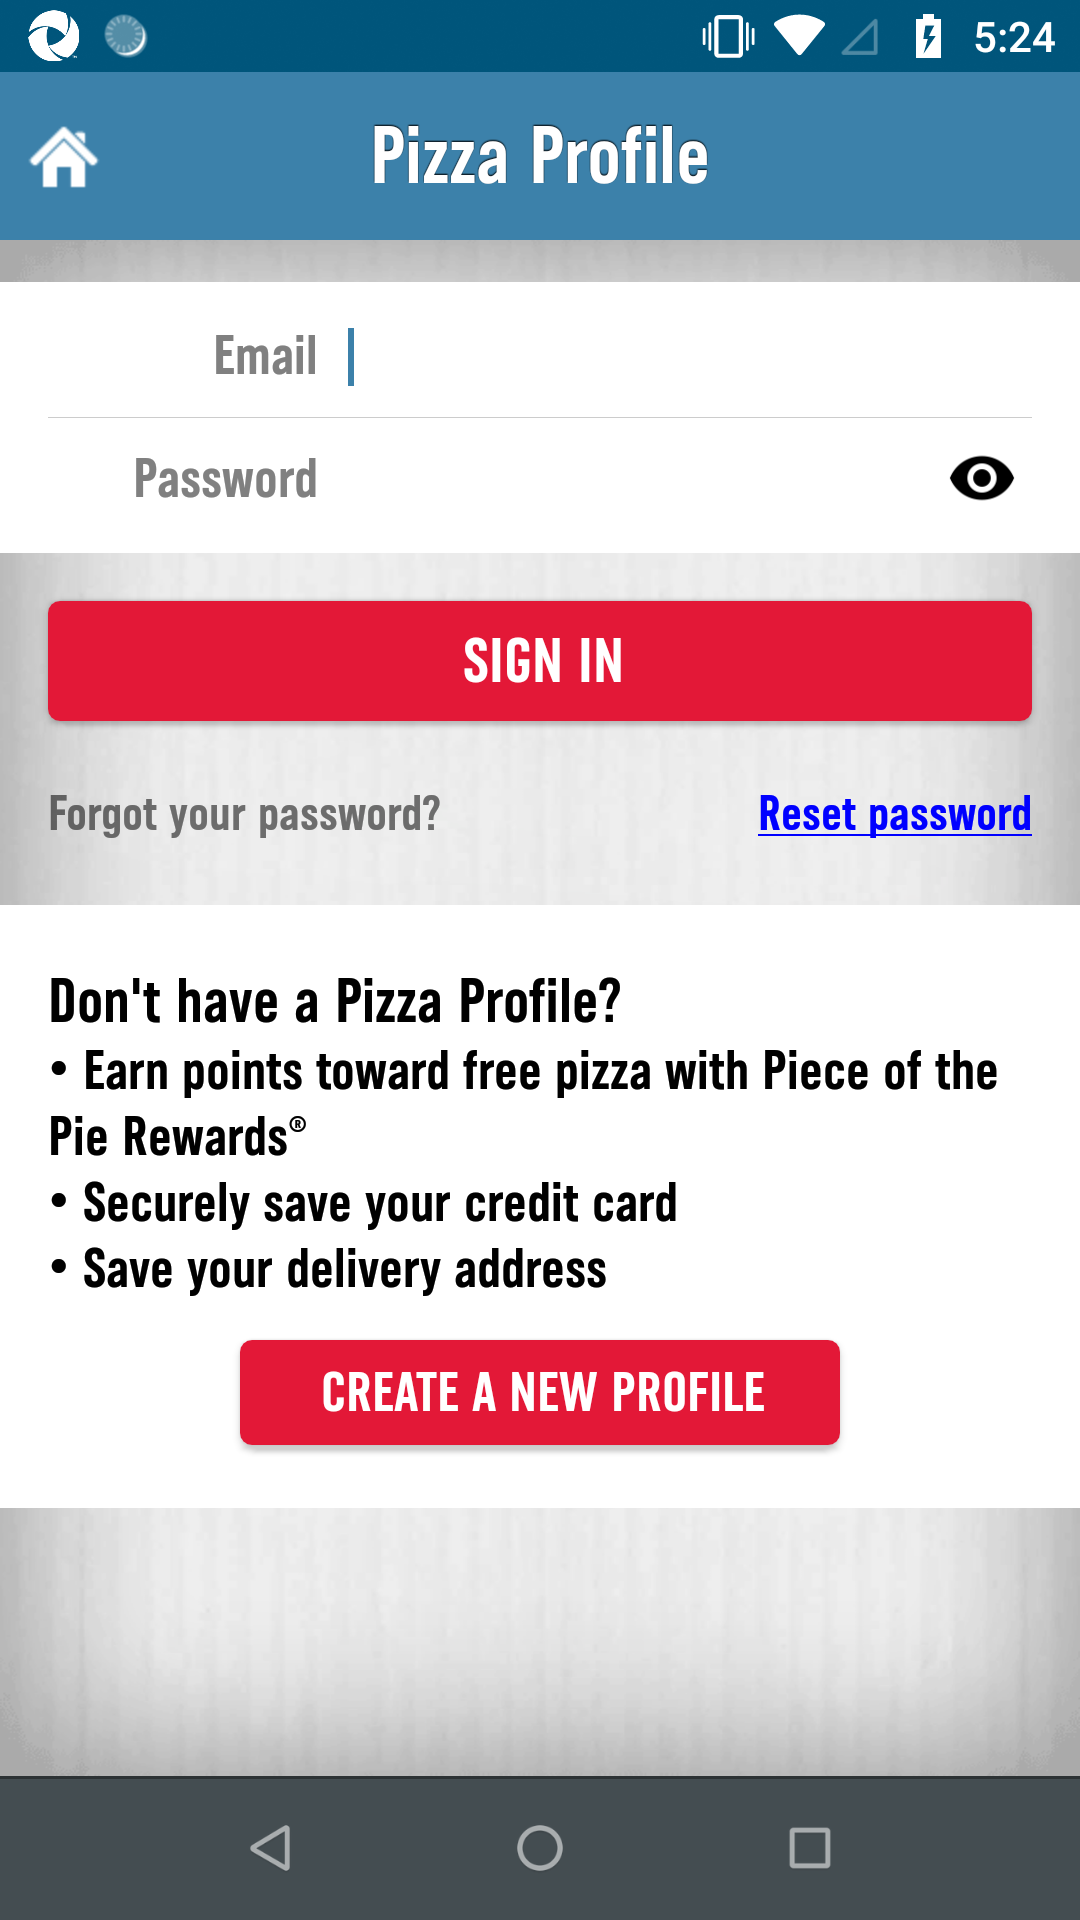 5:24
Pizza Profile
Email
Password
SIGN IN
Forgot your password? Reset password
Don't have a Pizza Profile?
• Earn points toward free pizza with Piece of the
Pie Rewards®
• Securely save your credit card
• Save your delivery address
CREATE A NEW PROFILE